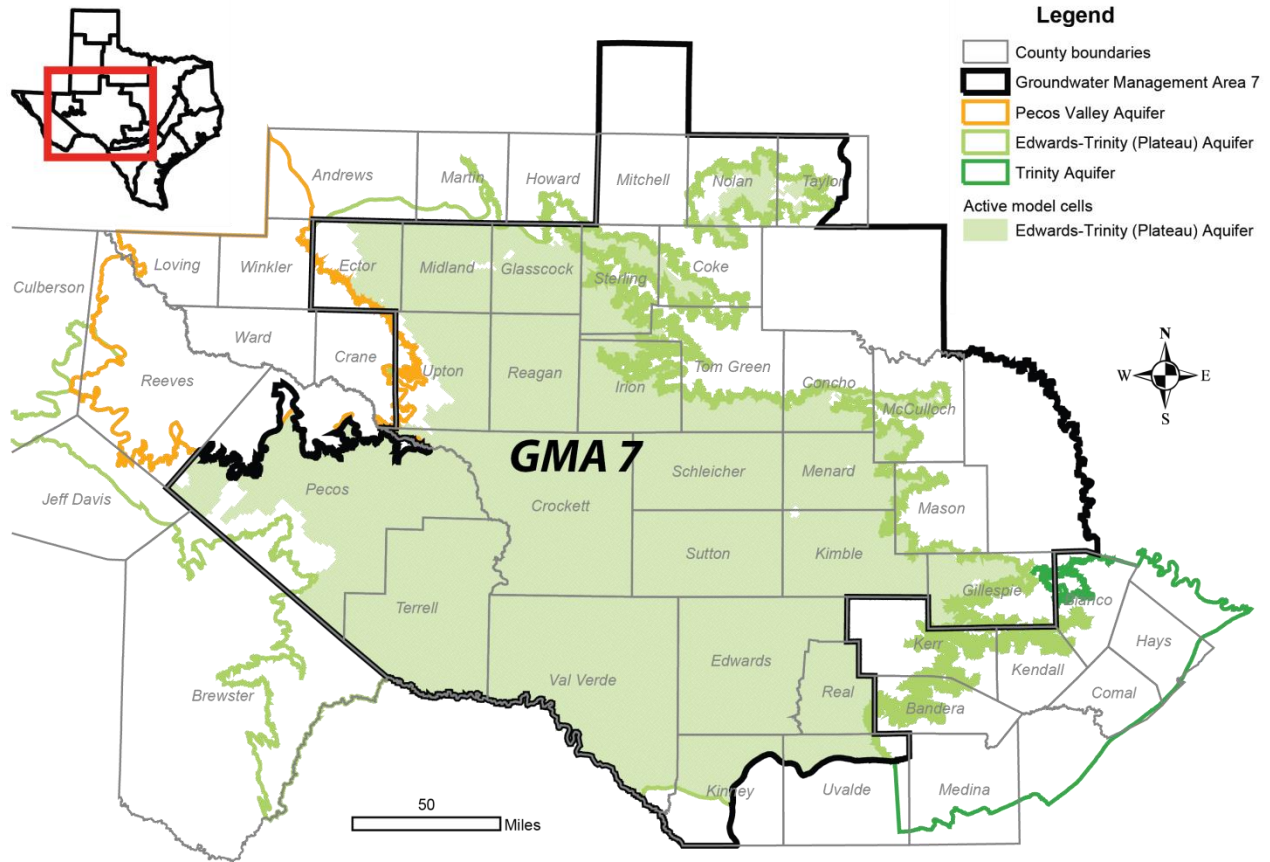 Legend
County boundaries
Groundwater Management Area 7
Pecos Valley Aquifer
Edwards-Trinity (Plateau) Aquifer
Trinity Aquifer
Active model cells
Edwards-Trinity (Plateau) Aquifer
Andrews
Martin
Howard
Mitchell
Nolan
Taylor
Loving
Winkler
Ector
Midland
Glasscock
Sterling
Coke
Culberson
Ward
Crane
Reeves
Upton
Reagan
Irion
Tom Green
Concho
McCulloch
N
W
E
S
GMA 7
Jeff Davis
Pecos
Crockett
Schleicher
Menard
Mason
Sutton
Kimble
Terrell
Gillespie
Blanco
Hays
Kerr
Kendall
Comal
Edwards
Real
Bandera
Val Verde
Brewster
Kinney
Uvalde
Medina
50
Miles